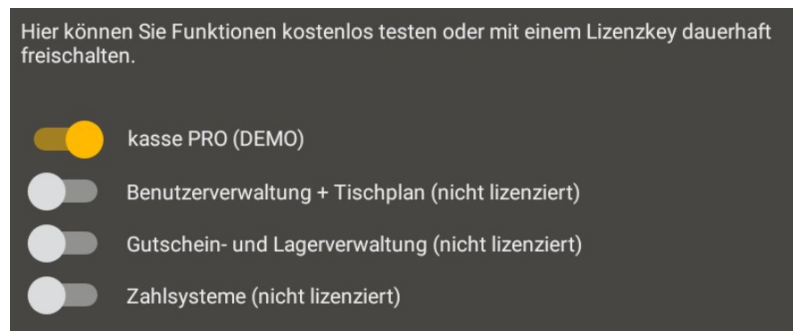 Hier können Sie Funktionen kostenlos testen oder mit einem Lizenzkey dauerhaft
freischalten.
kasse PRO (DEMO)
Benutzerverwaltung + Tischplan (nicht lizenziert)
Gutschein- und Lagerverwaltung (nicht lizenziert)
Zahlsysteme (nicht lizenziert)